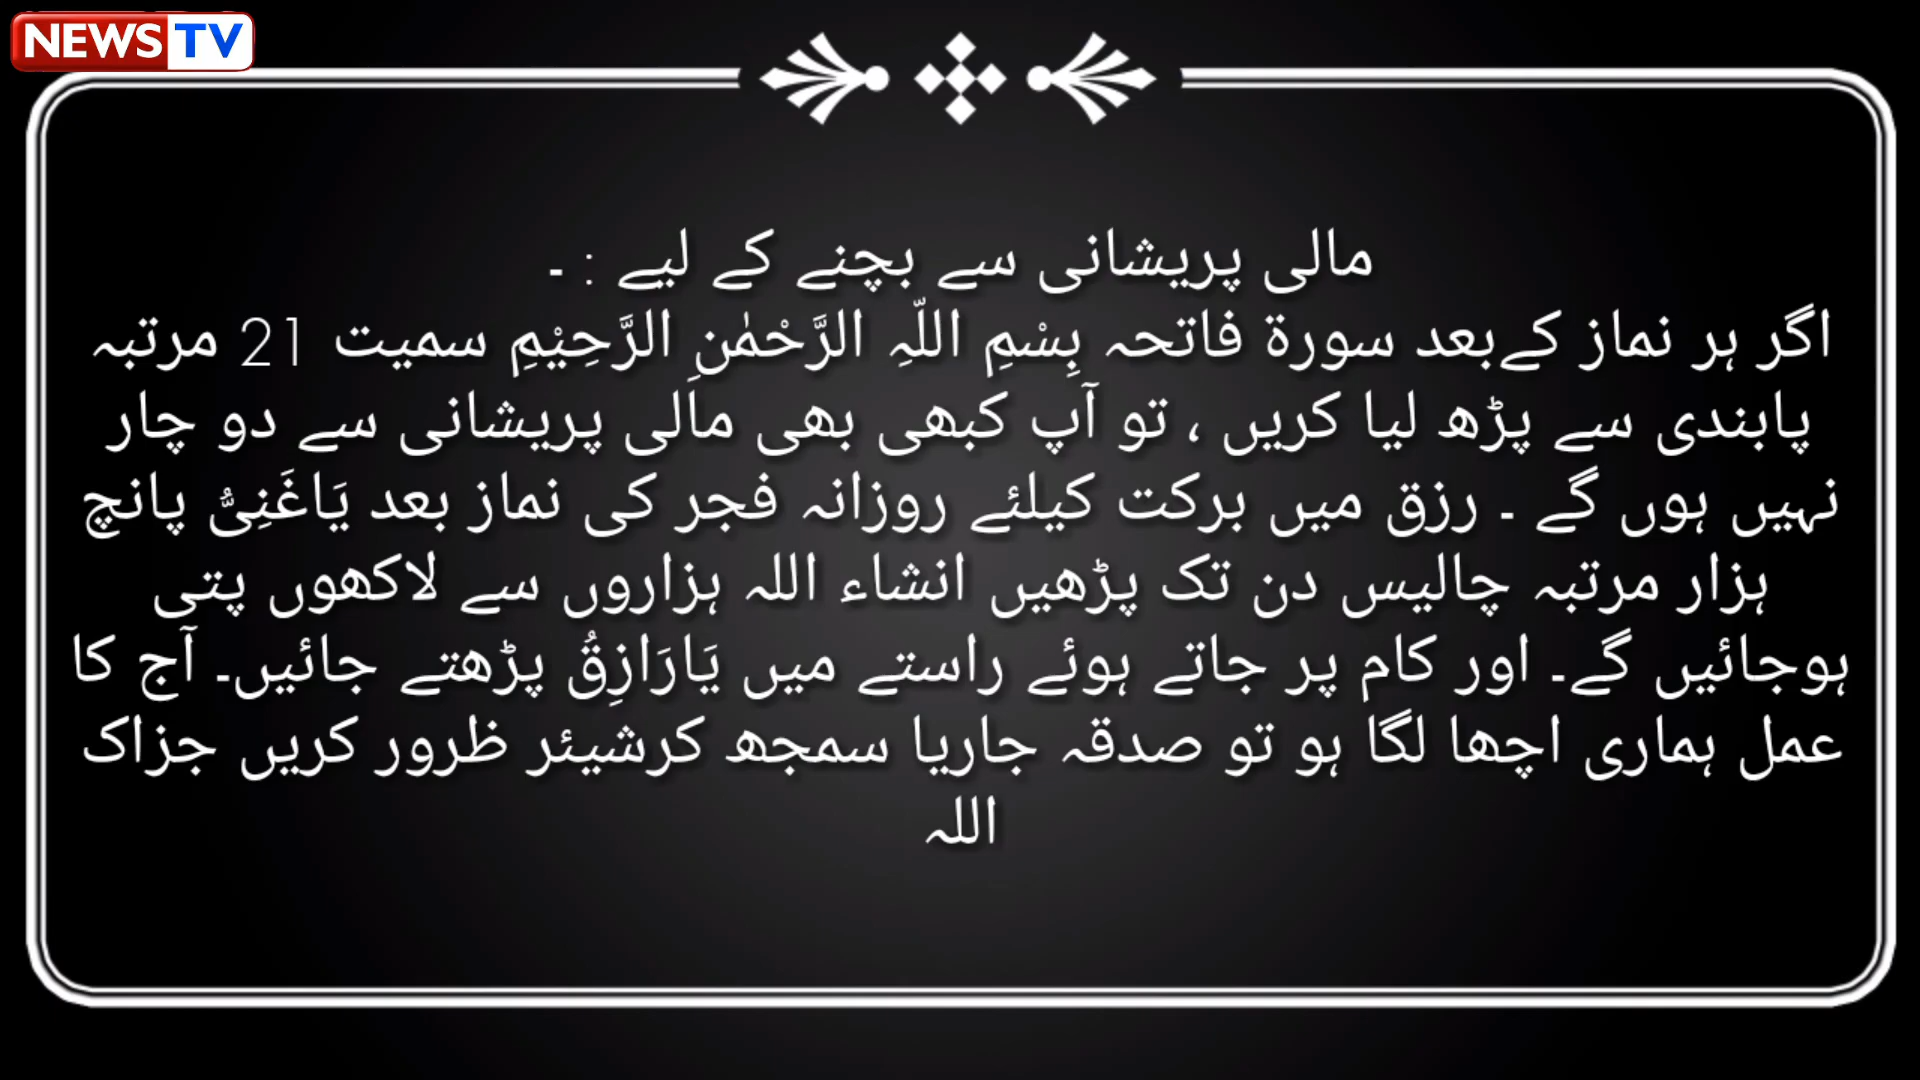 NEWS TV
مالی پریشانی سے بچنے کے لیے : ۔
اگر ہر نماز کےبعد سورۃ فاتحہ بِسْمِ اللّہِ الرَّحْمٰنِ الرَّحِیْمِ سمیت 21 مرتبہ
پابندی سے پڑھ لیا کریں ، تو آپ کبھی بھی مالی پریشانی سے دو چار
نہیں ہوں گے ۔ رزق میں برکت کیلئے روزانہ فجر کی نماز بعد یَاغَنِیُّ پانچ
ہزار مرتبہ چالیس دن تک پڑھیں انشاء اللہ ہزاروں سے لاکھوں پتی
ہوجائیں گے۔ اور کام پر جاتے ہوئے راستے میں یَارَازِقُ پڑھتے جائیں۔ آج کا
عمل ہماری اچھا لگا ہو تو صدقہ جاریا سمجھ کرشیئر ظرور کریں جزاک
اللہ